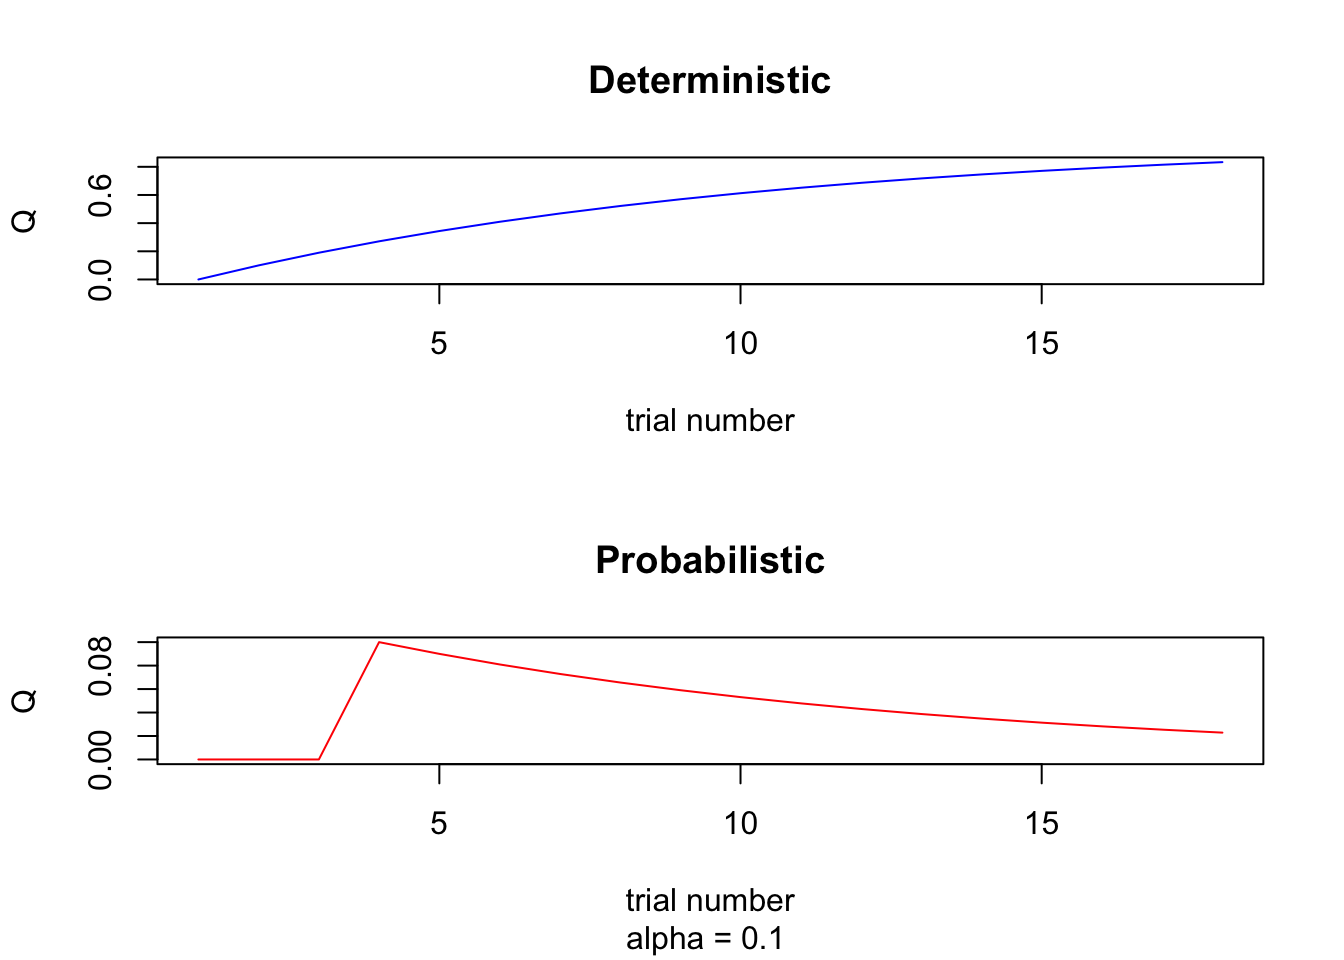 Deterministic
Q
0.6
0.0
5 10 15
trial number
Probabilistic
Q
0.08
0.00
5 10 15
trial number
alpha = 0.1